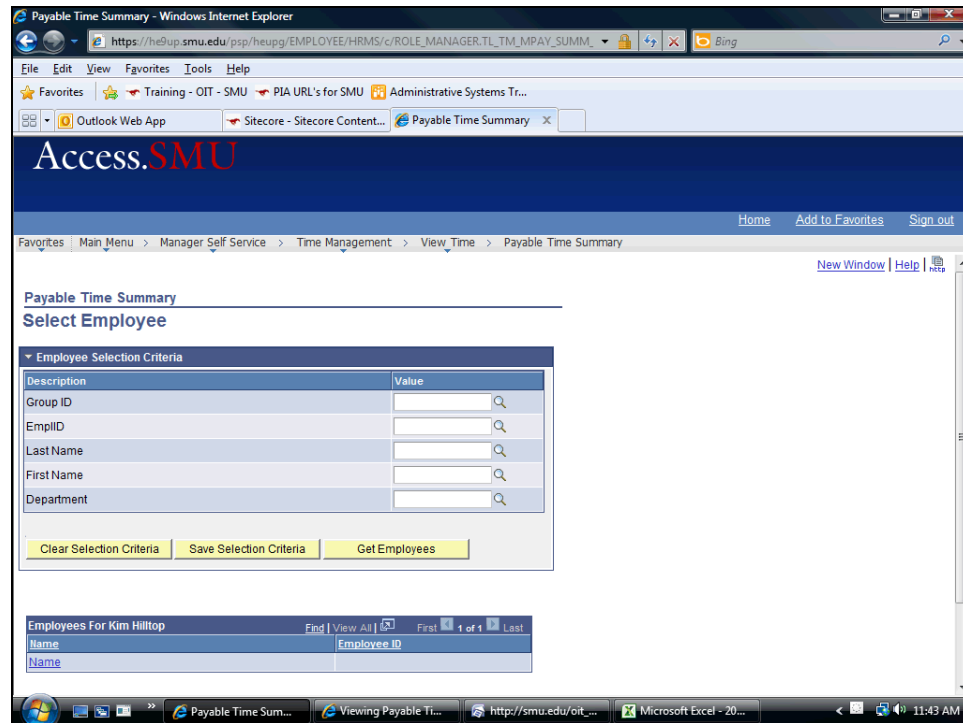 Payable Time Summary - Windows Internet Explorer
https://he9up.smu.edu/psp/heupg/EMPLOYEE/HRMS/c/ROLE_MANAGER.TL_TM_MPAY_SUMM_ Bing
File Edit View Favorites Tools Help
Favorites Training - OIT - SMU PIA URL's for SMU Administrative Systems Tr...
Outlook Web App Sitecore - Sitecore Content... Payable Time Summary X
Access.SMU
Home Add to Favorites Sign out
Favorites Main Menu > Manager Self Service > Time Management > View Time > Payable Time Summary
New Window | Help | http
Payable Time Summary
Select Employee
Employee Selection Criteria
Description Value
Group ID
EmplID
Last Name
First Name
Department
Clear Selection Criteria Save Selection Criteria Get Employees
Employees For Kim Hilltop Find | View All | First 1 of 1 Last
Name Employee ID
Name
» Payable Time Sum... Viewing Payable Ti... http://smu.edu/oit_... Microsoft Excel - 20... < 11:43 AM